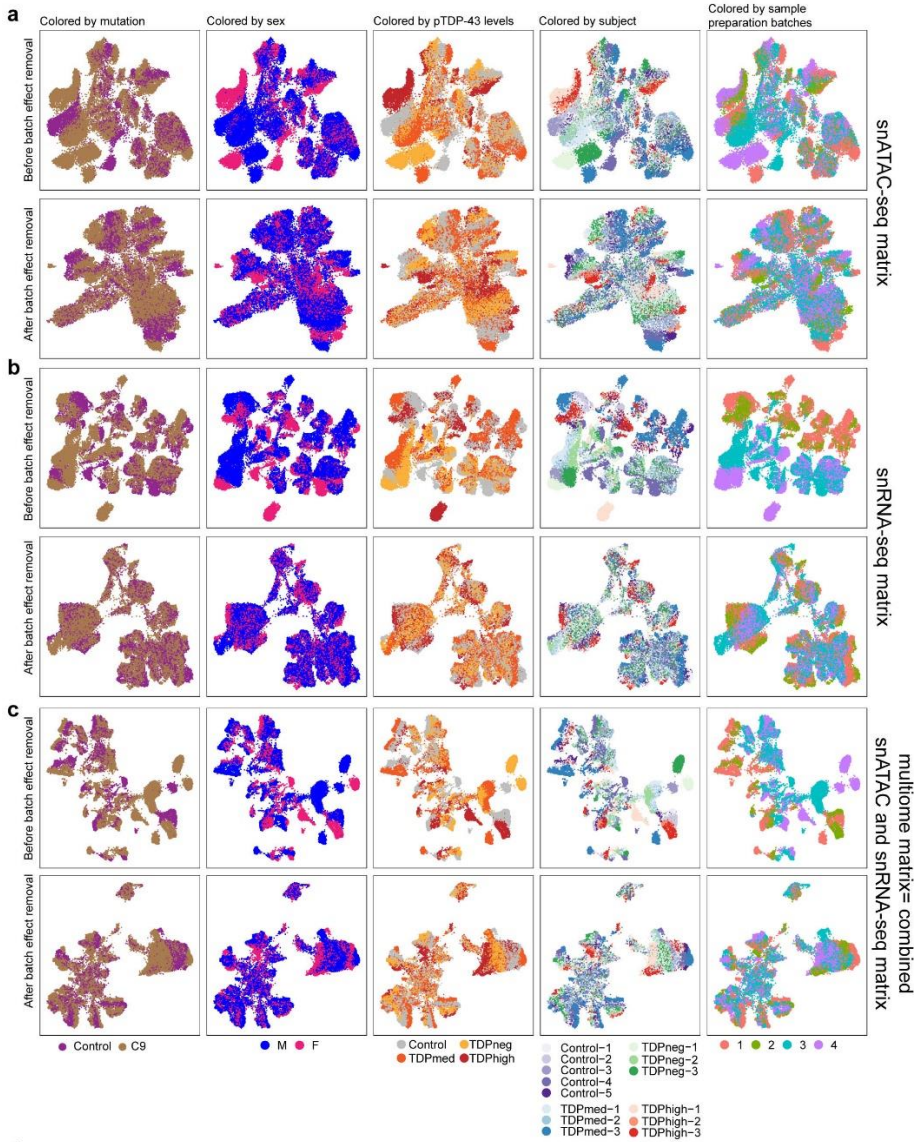 Colored by mutation
Colored by sex
Colored by pTDP-43 levels
Colored by subject
Colored by sample
preparation batches
a
Before batch effect removal
After batch effect removal
snATAC-seq matrix
b
Before batch effect removal
After batch effect removal
snRNA-seq matrix
c
Before batch effect removal
After batch effect removal
multiome matrix= combined
snATAC and snRNA-seq matrix
Control C9
M F
Control TDPneg
TDPmed TDPhigh
Control-1 TDPneg-1
Control-2 TDPneg-2
Control-3 TDPneg-3
Control-4
Control-5
TDPmed-1 TDPhigh-1
TDPmed-2 TDPhigh-2
TDPmed-3 TDPhigh-3
1 2 3 4